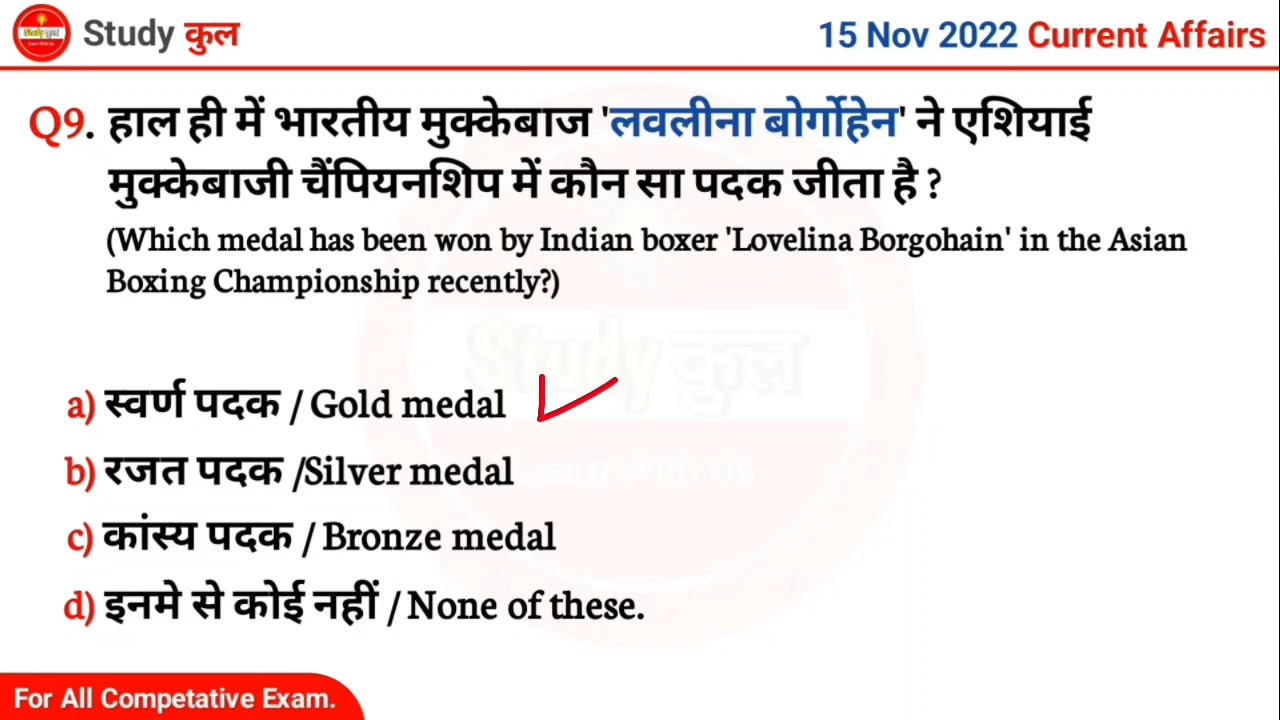 Study कुल
15 Nov 2022 Current Affairs
Q9. हाल ही में भारतीय मुक्केबाज 'लवलीना बोर्गोहेन' ने एशियाई
मुक्केबाजी चैंपियनशिप में कौन सा पदक जीता है ?
(Which medal has been won by Indian boxer 'Lovelina Borgohain' in the Asian
Boxing Championship recently?)
Study कुल
a) स्वर्ण पदक / Gold medal
b) रजत पदक /Silver medal
c) कांस्य पदक / Bronze medal
d) इनमे से कोई नहीं / None of these.
For All Competative Exam.